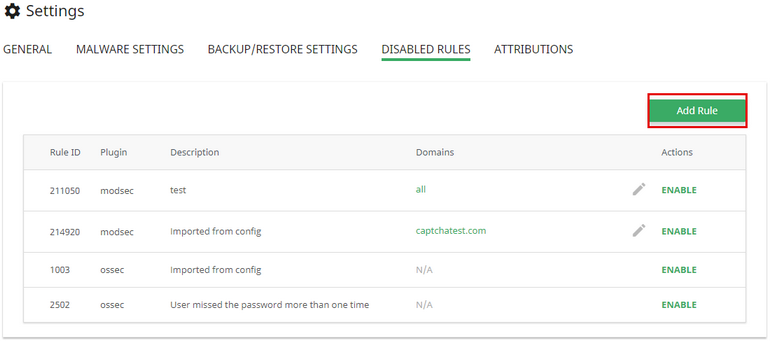 Settings
GENERAL MALWARE SETTINGS BACKUP/RESTORE SETTINGS DISABLED RULES ATTRIBUTIONS
Add Rule
Rule ID Plugin Description Domains Actions
211050 modsec test all ENABLE
214920 modsec Imported from config captchatest.com ENABLE
1003 ossec Imported from config N/A ENABLE
2502 ossec User missed the password more than one time N/A ENABLE